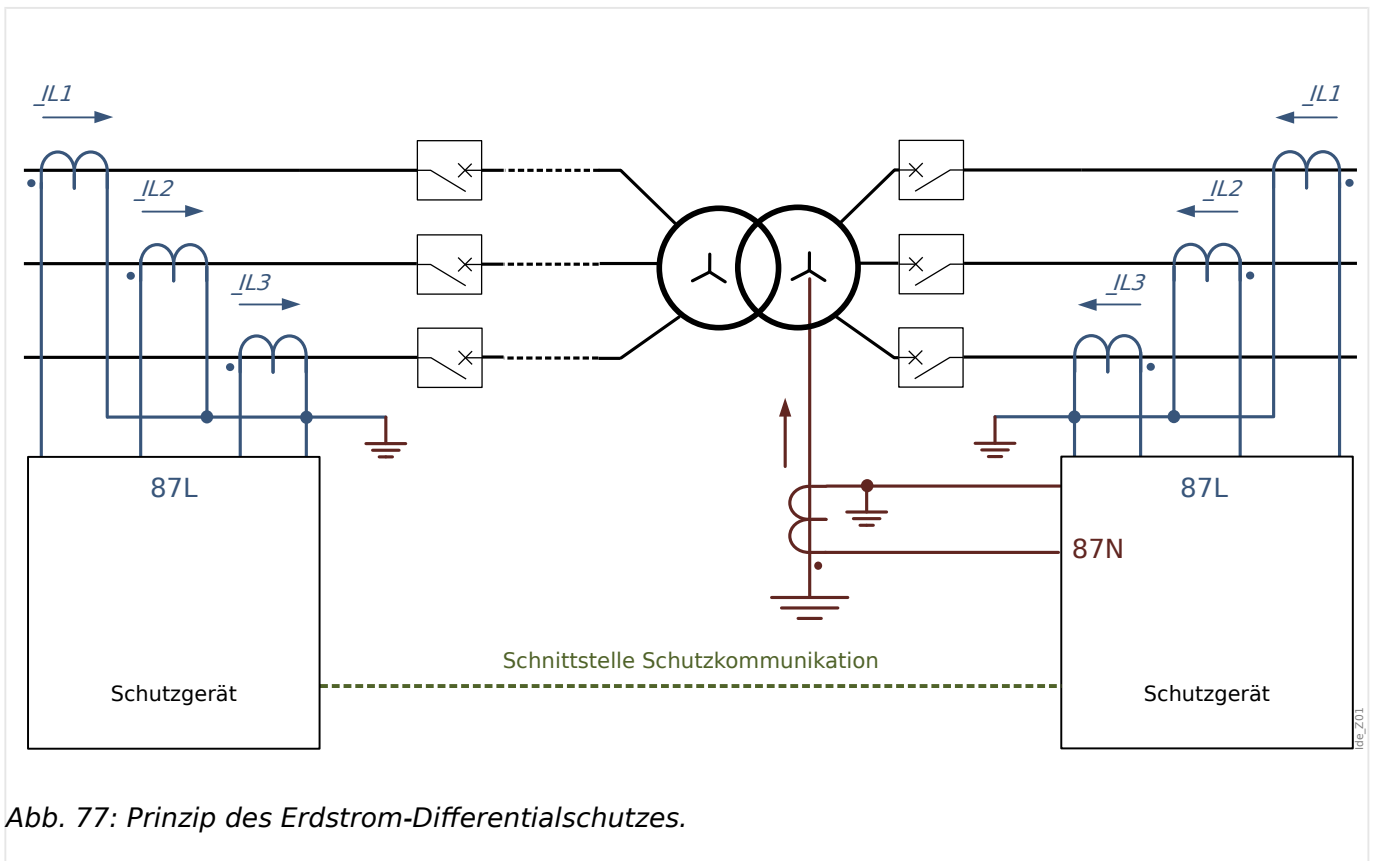 _IL1
_IL1
_IL2
_IL2
_IL3
_IL3
87L
87L
87N
Schnittstelle Schutzkommunikation
Schutzgerät
Schutzgerät
ide_Z01
Abb. 77: Prinzip des Erdstrom-Differentialschutzes.